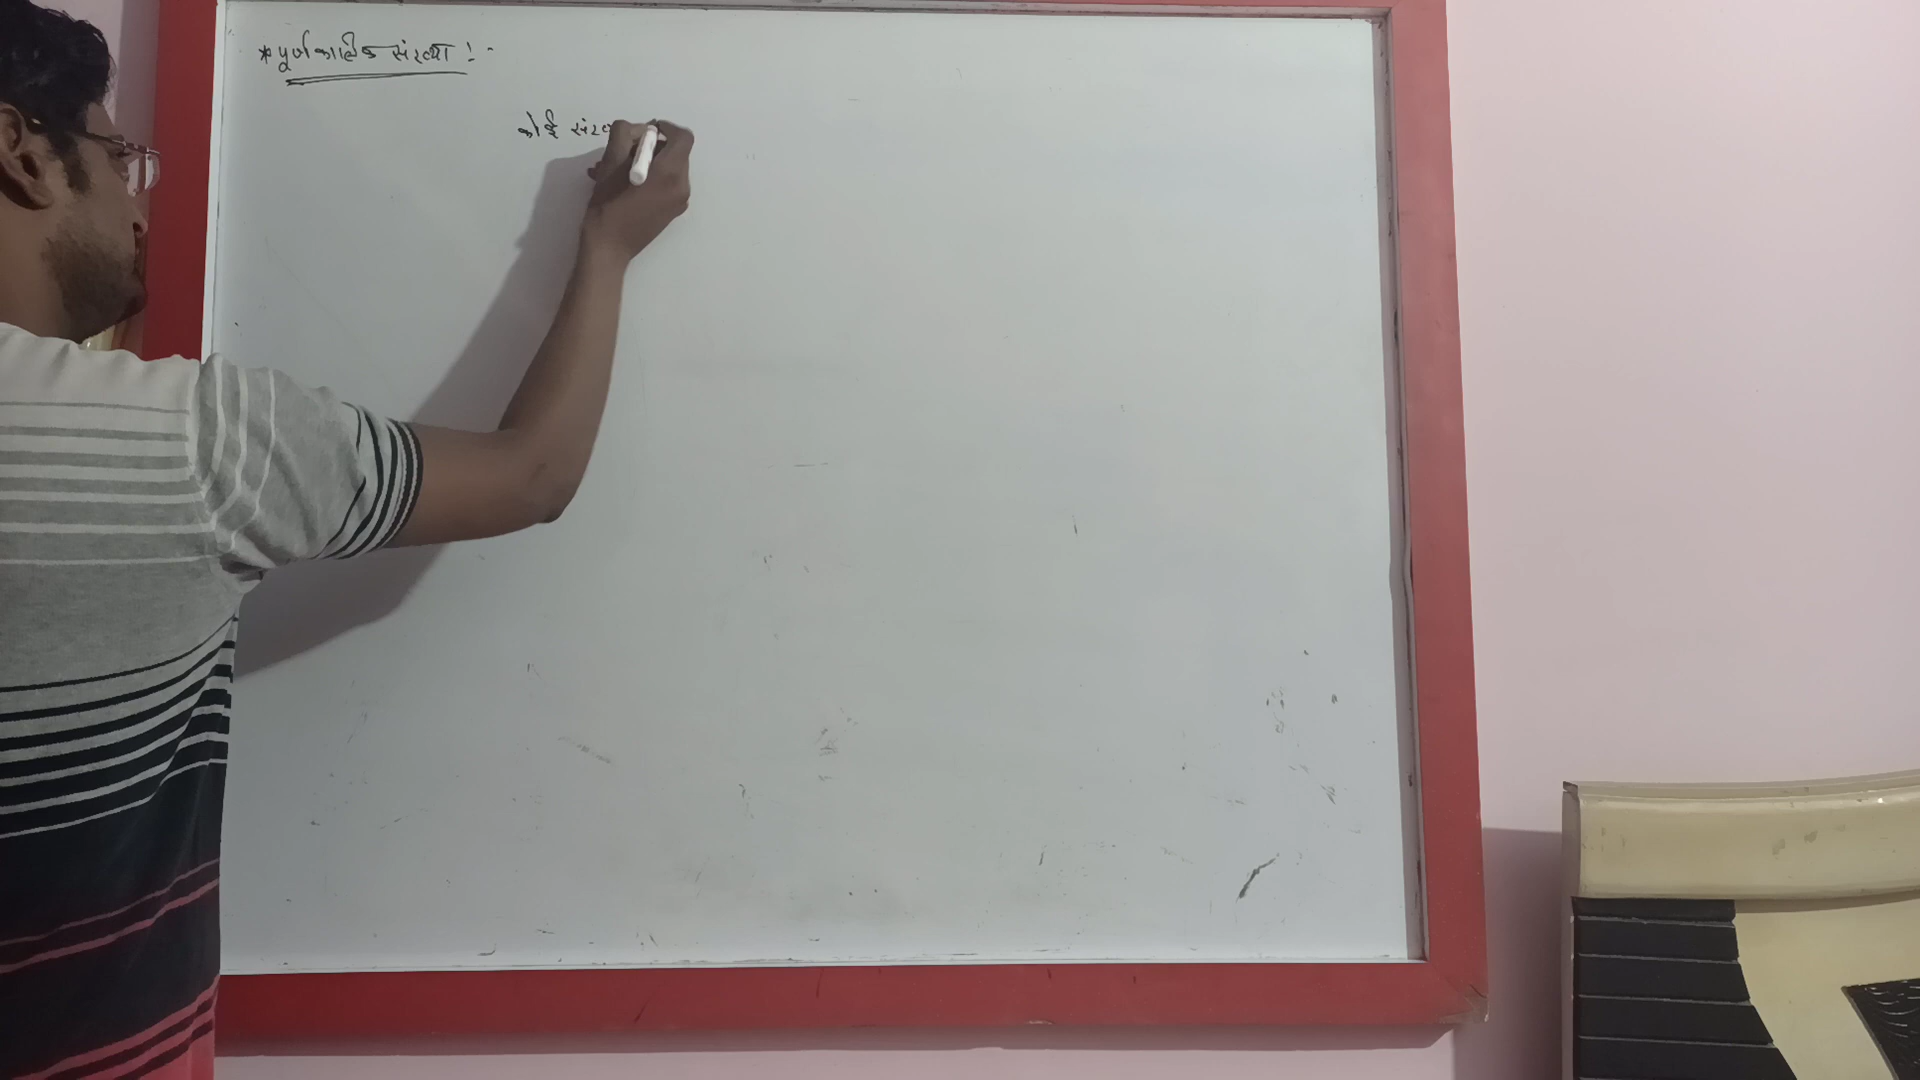 * पूर्णकालिक संख्या :-
कोई संख्य